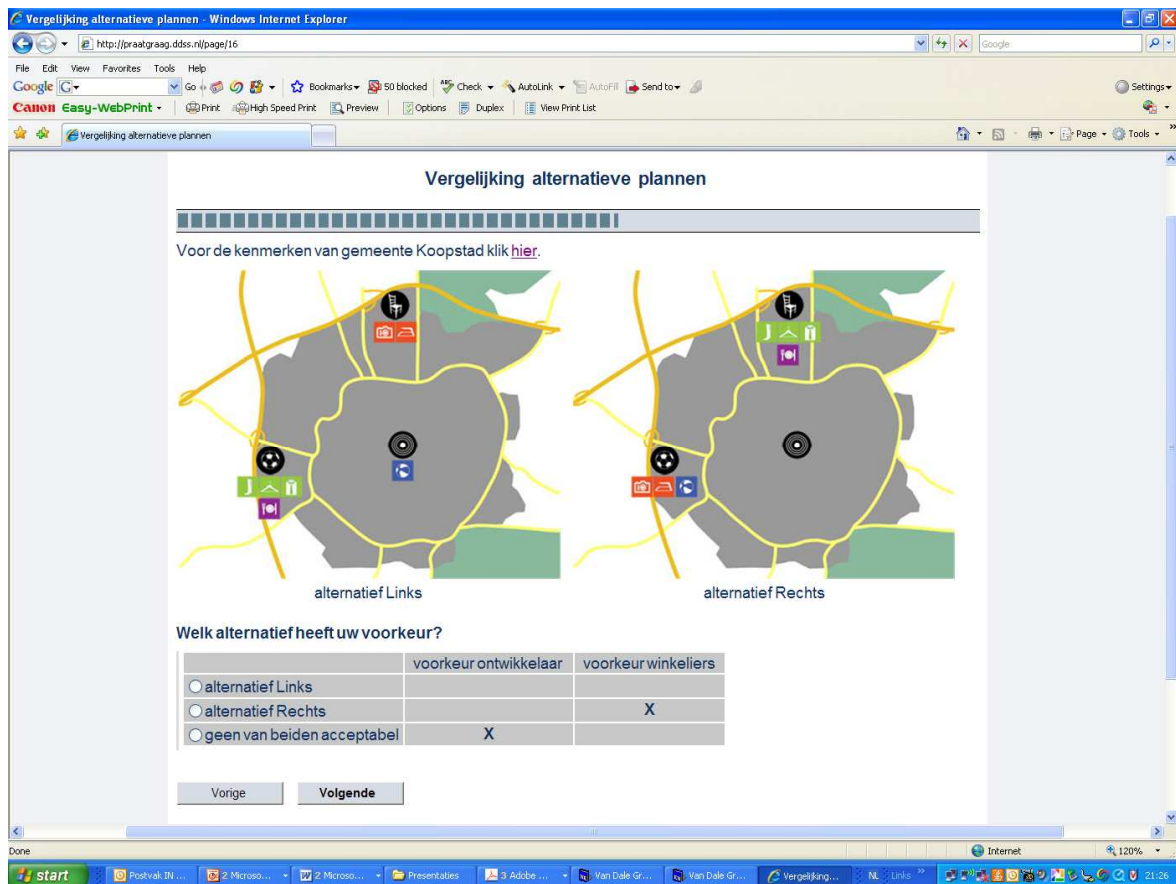 Vergelijking alternatieve plannen - Windows Internet Explorer
http://praatgraag.ddss.nl/page/16
Google
File Edit View Favorites Tools Help
Google G Go Bookmarks 50 blocked ABC Check AutoLink AutoFill Send to Settings
Canon Easy-WebPrint Print High Speed Print Preview Options Duplex View Print List
Vergelijking alternatieve plannen
Page Tools »
Vergelijking alternatieve plannen
Voor de kenmerken van gemeente Koopstad klik hier.
alternatief Links alternatief Rechts
Welk alternatief heeft uw voorkeur?
voorkeur ontwikkelaar voorkeur winkeliers
alternatief Links
alternatief Rechts X
geen van beiden acceptabel X
Vorige Volgende
Done Internet 120%
start Postvak IN ... 2 Microso... 2 Microso... Presentaties 3 Adobe ... Van Dale Gr... Van Dale Gr... Vergelijking... NL Links » 21:26